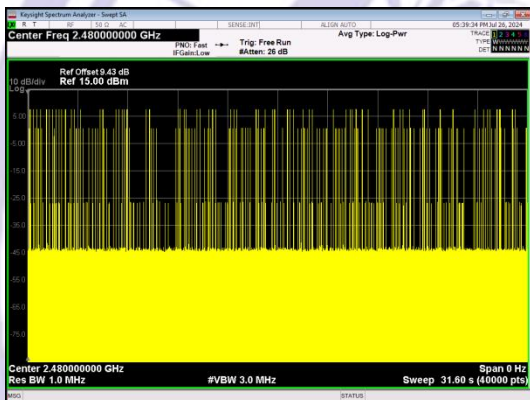 Keysight Spectrum Analyzer - Swept SA
R T RF 50 Ω AC SENSE:INT ALIGN AUTO 05:39:34 PM Jul 26, 2024
Center Freq 2.480000000 GHz Avg Type: Log-Pwr TRACE 1 2 3 4 5 6
PNO: Fast Trig: Free Run TYPE
IFGain:Low #Atten: 26 dB DET N N N N N N
Ref Offset 9.43 dB
10 dB/div Ref 15.00 dBm
Log
5.00
-5.00
-15.0
-25.0
-35.0
-45.0
-55.0
-65.0
-75.0
Center 2.480000000 GHz Span 0 Hz
Res BW 1.0 MHz #VBW 3.0 MHz Sweep 31.60 s (40000 pts)
MSG STATUS